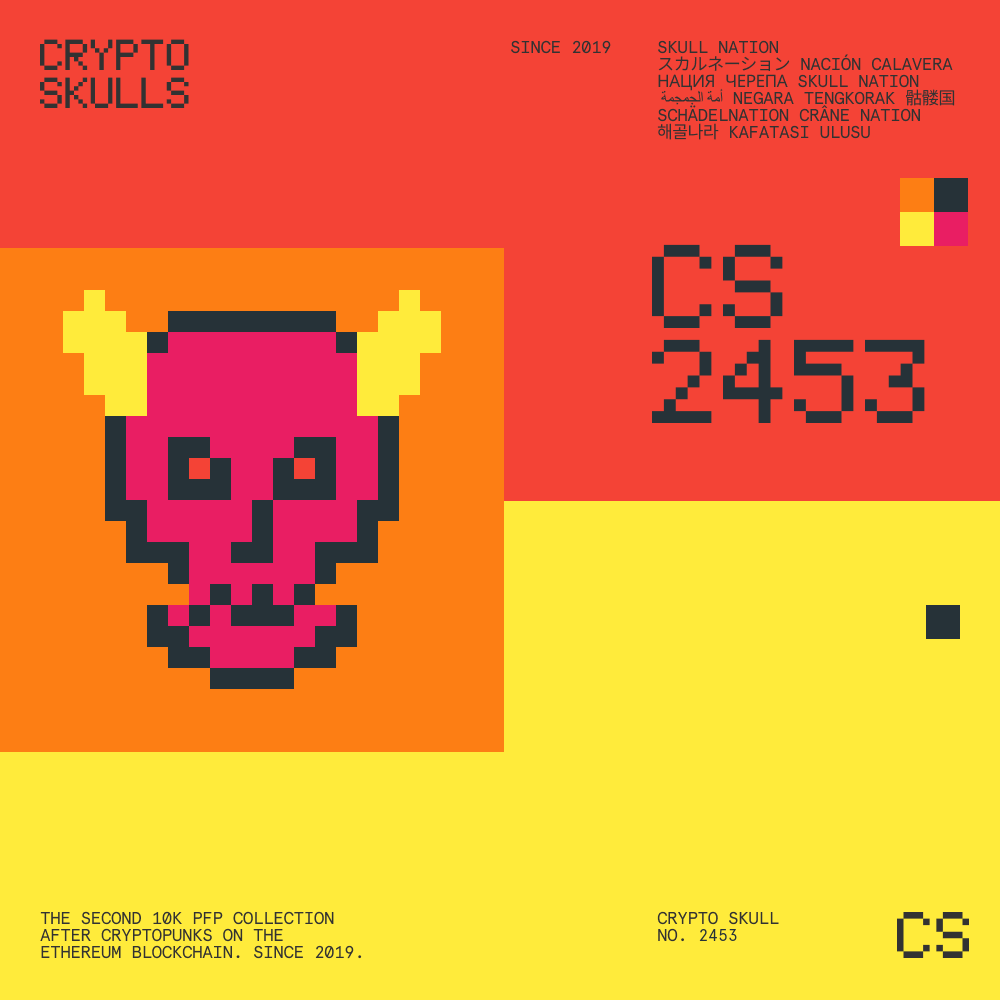 CRYPTO
SKULLS
SINCE 2019
SKULL NATION
スカルネーション NACIÓN CALAVERA
НАЦИЯ ЧЕРЕПА SKULL NATION
أمة الجمجمة NEGARA TENGKORAK 骷髅国
SCHÄDELNATION CRÂNE NATION
해골나라 KAFATASI ULUSU
CS
2453
THE SECOND 10K PFP COLLECTION
AFTER CRYPTOPUNKS ON THE
ETHEREUM BLOCKCHAIN. SINCE 2019.
CRYPTO SKULL
NO. 2453
CS